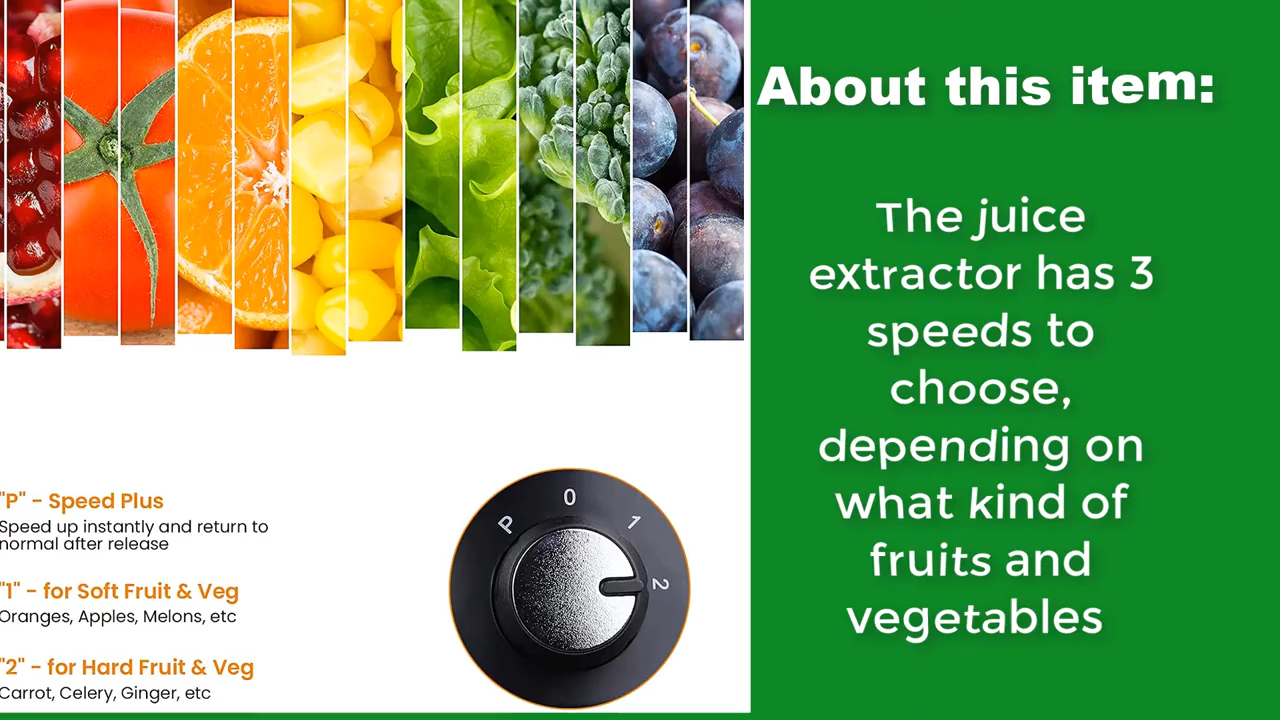 About this item:
The juice
extractor has 3
speeds to
choose,
depending on
what kind of
fruits and
vegetables
"P" - Speed Plus
Speed up instantly and return to
normal after release
"1" - for Soft Fruit & Veg
Oranges, Apples, Melons, etc
"2" - for Hard Fruit & Veg
Carrot, Celery, Ginger, etc
P
0
1
2